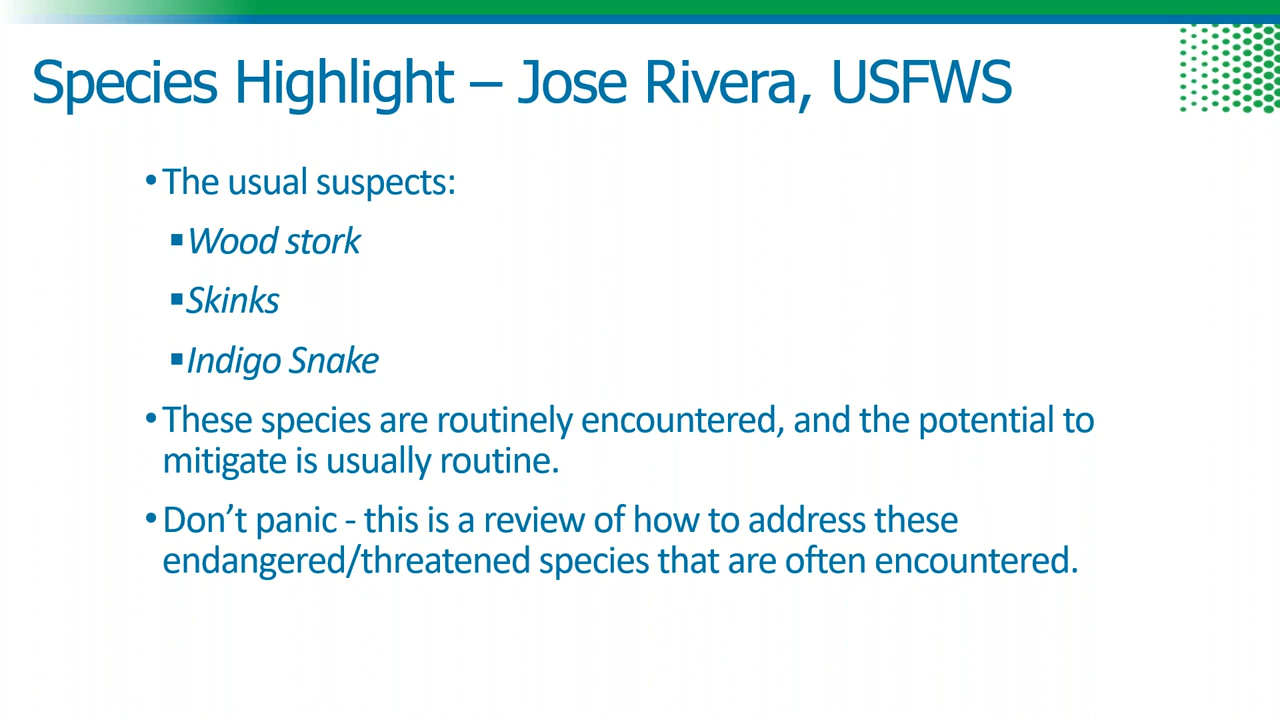 Species Highlight – Jose Rivera, USFWS
•The usual suspects:
▪Wood stork
▪Skinks
▪Indigo Snake
•These species are routinely encountered, and the potential to
mitigate is usually routine.
•Don’t panic - this is a review of how to address these
endangered/threatened species that are often encountered.